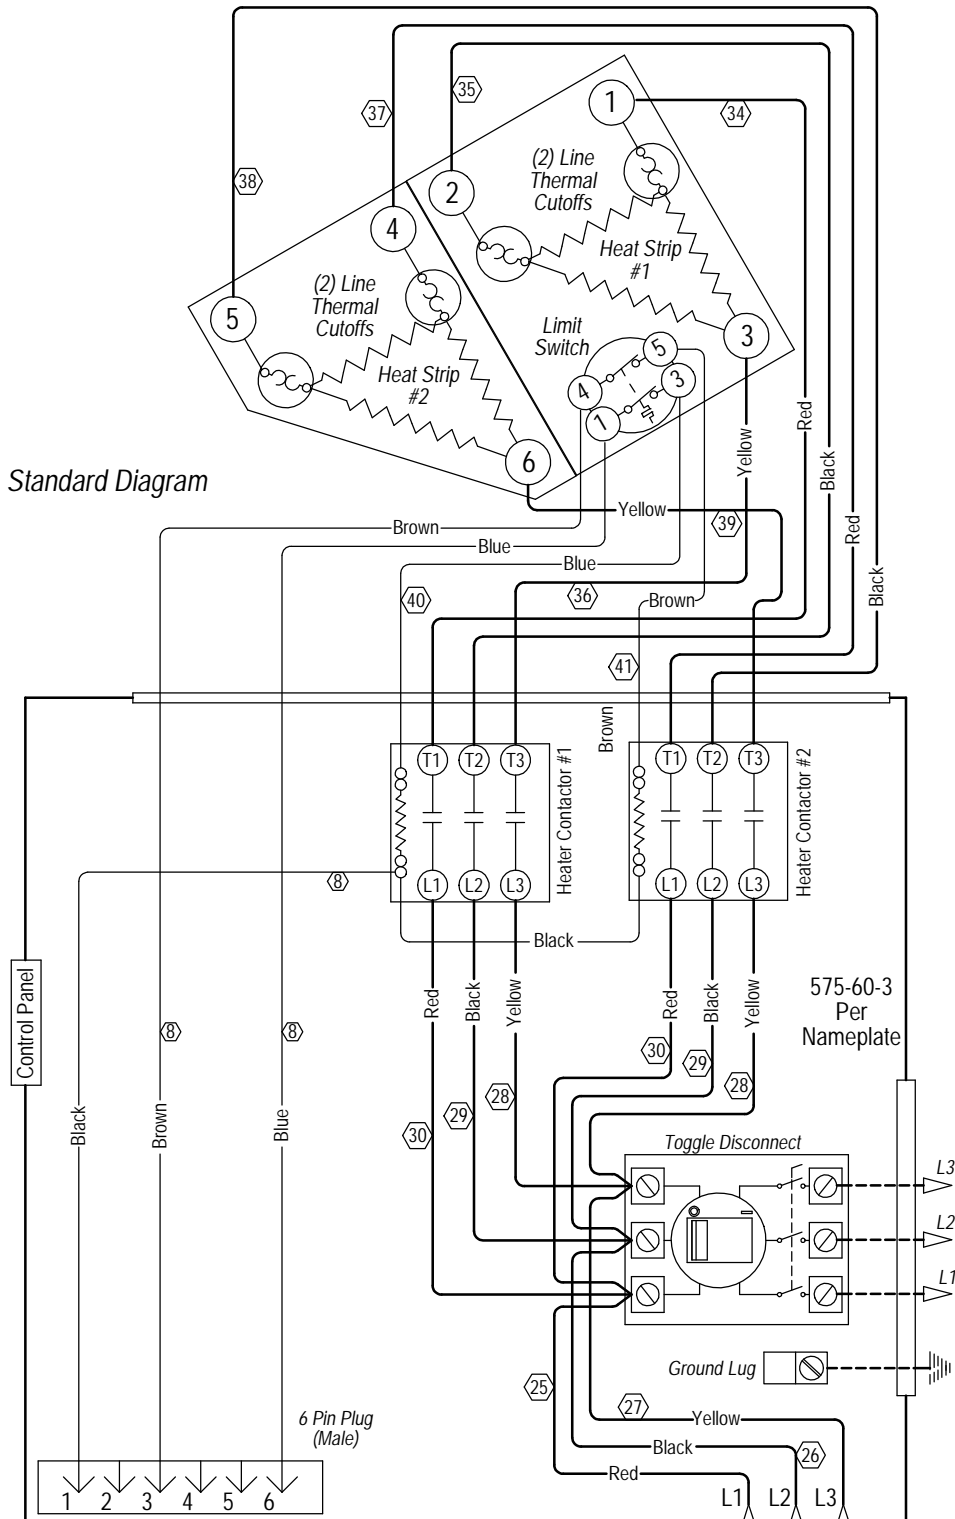 38
37
35
34
1
2
(2) Line
Thermal
Cutoffs
4
Heat Strip
#1
(2) Line
Thermal
Cutoffs
5
Limit
Switch
5
3
3
4
1
Heat Strip
#2
6
Red
Yellow
Black
Red
Black
Standard Diagram
Yellow
39
Brown
Blue
Blue
36
40
Brown
41
Brown
T1
T2
T3
Heater Contactor #1
T1
T2
T3
Heater Contactor #2
8
L1
L2
L3
L1
L2
L3
Black
Control Panel
8
8
Red
Black
Yellow
Red
Black
Yellow
575-60-3
Per
Nameplate
30
29
28
28
29
30
Black
Brown
Blue
Toggle Disconnect
L3
L2
L1
Ground Lug
25
27
Yellow
6 Pin Plug
(Male)
Black
26
Red
1
2
3
4
5
6
L1
L2
L3